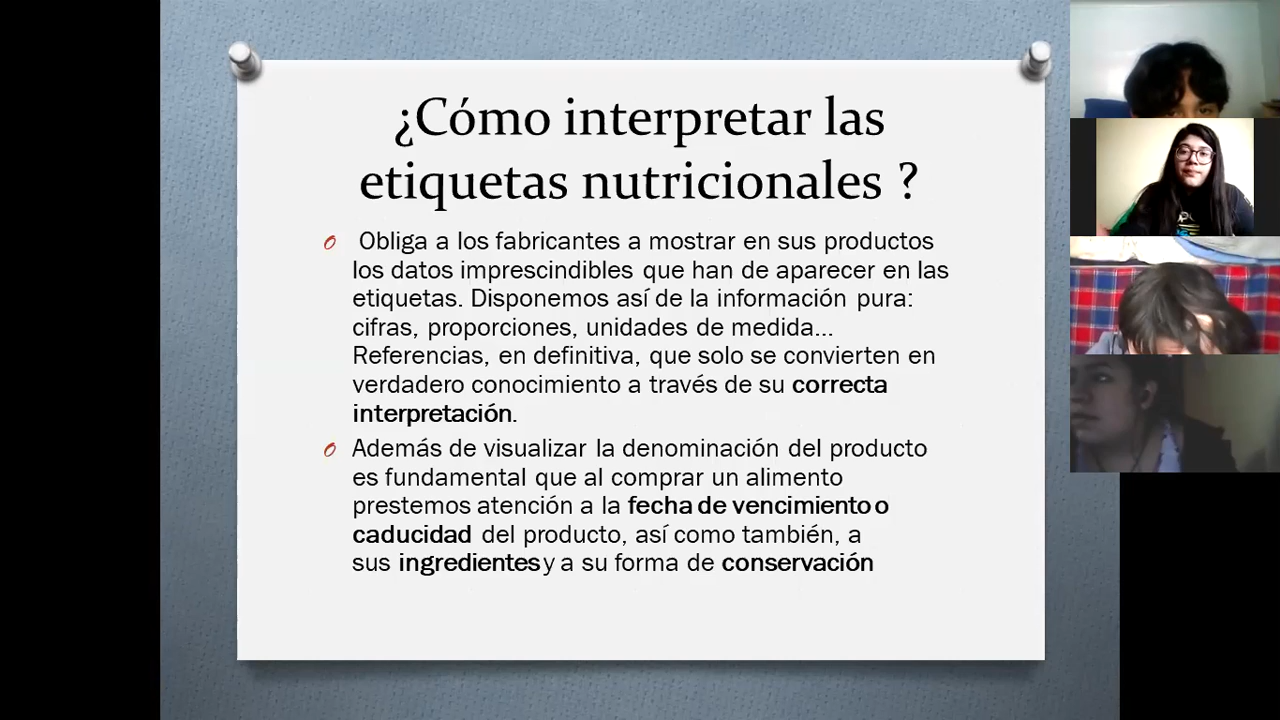 ¿Cómo interpretar las
etiquetas nutricionales ?
Obliga a los fabricantes a mostrar en sus productos
los datos imprescindibles que han de aparecer en las
etiquetas. Disponemos así de la información pura:
cifras, proporciones, unidades de medida...
Referencias, en definitiva, que solo se convierten en
verdadero conocimiento a través de su correcta
interpretación.
Además de visualizar la denominación del producto
es fundamental que al comprar un alimento
prestemos atención a la fecha de vencimiento o
caducidad del producto, así como también, a
sus ingredientes y a su forma de conservación